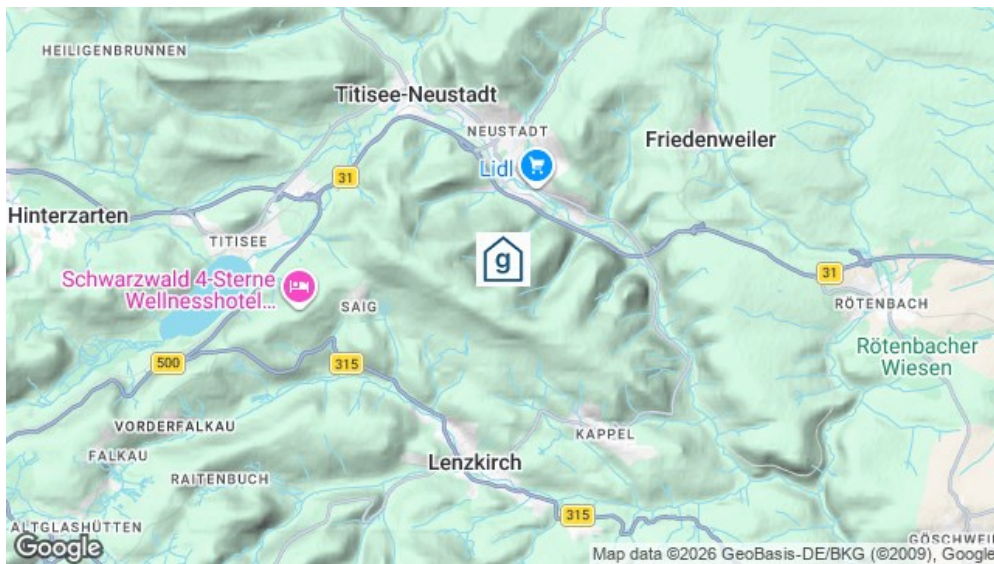 HEILIGENBRUNNEN
Titisee-Neustadt
NEUSTADT
Friedenweiler
Lidl
31
Hinterzarten
TITISEE
g
Schwarzwald 4-Sterne
Wellnesshotel...
SAIG
31
RÖTENBACH
Rötenbacher
Wiesen
500
315
VORDERFALKAU
KAPPEL
FALKAU
RAITENBUCH
Lenzkirch
315
ALTGLASHÜTTEN
GÖSCHWEIL
Google
Map data ©2026 GeoBasis-DE/BKG (©2009), Google